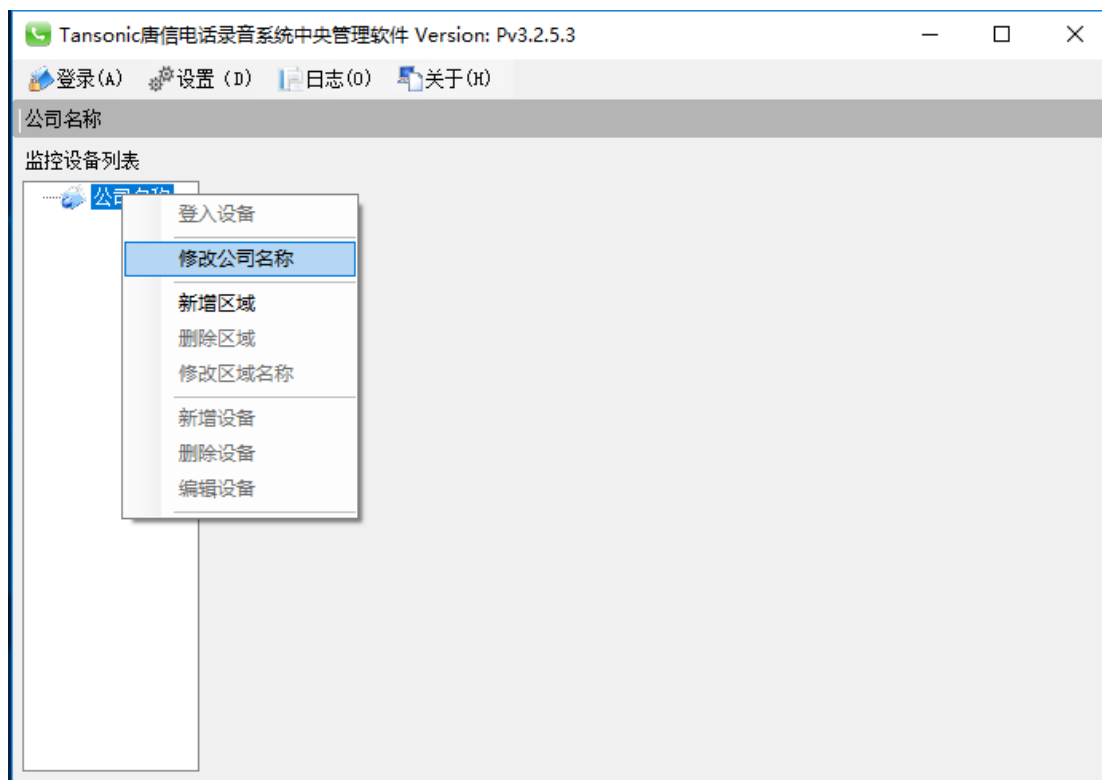 Tansonic唐信电话录音系统中央管理软件 Version: Pv3.2.5.3
登录(A) 设置 (D) 日志(O) 关于(H)
公司名称
监控设备列表
公司名称
登入设备
修改公司名称
新增区域
删除区域
修改区域名称
新增设备
删除设备
编辑设备